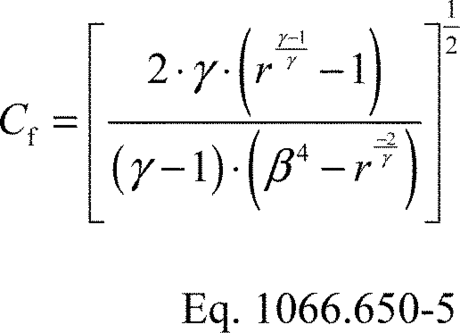 C_f = [ (2 · γ · (r^((γ−1)/γ) − 1)) / ((γ−1) · (β^4 − r^(−2/γ))) ]^(1/2)
Eq. 1066.650-5